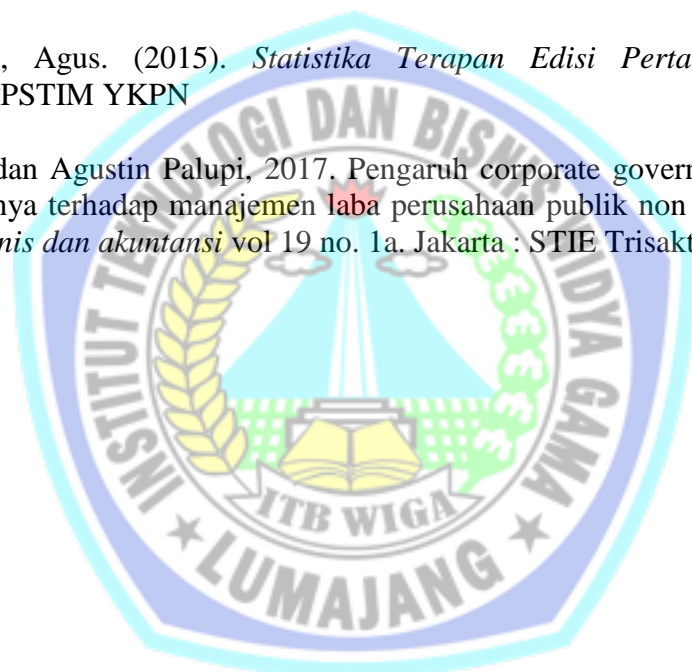 , Agus. (2015). Statistika Terapan Edisi Perta
PSTIM YKPN
dan Agustin Palupi, 2017. Pengaruh corporate govern
nya terhadap manajemen laba perusahaan publik non
nis dan akuntansi vol 19 no. 1a. Jakarta : STIE Trisakt
INSTITUT TEKNOLOGI DAN BISNIS WIDYA GAMA
ITB WIGA
LUMAJANG